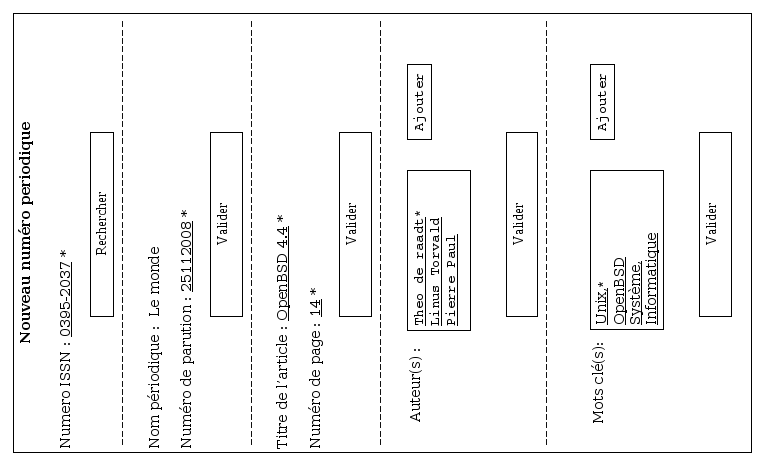 Nouveau numéro periodique
Numero ISSN : 0395-2037 *
Rechercher
Nom périodique : Le monde
Numéro de parution : 25112008 *
Valider
Titre de l'article : OpenBSD 4.4 *
Numéro de page : 14 *
Valider
Auteur(s) :
Theo de raadt*
Linus Torvald
Pierre Paul
Ajouter
Valider
Mots clé(s):
Unix,*
OpenBSD
Système,
Informatique
Ajouter
Valider